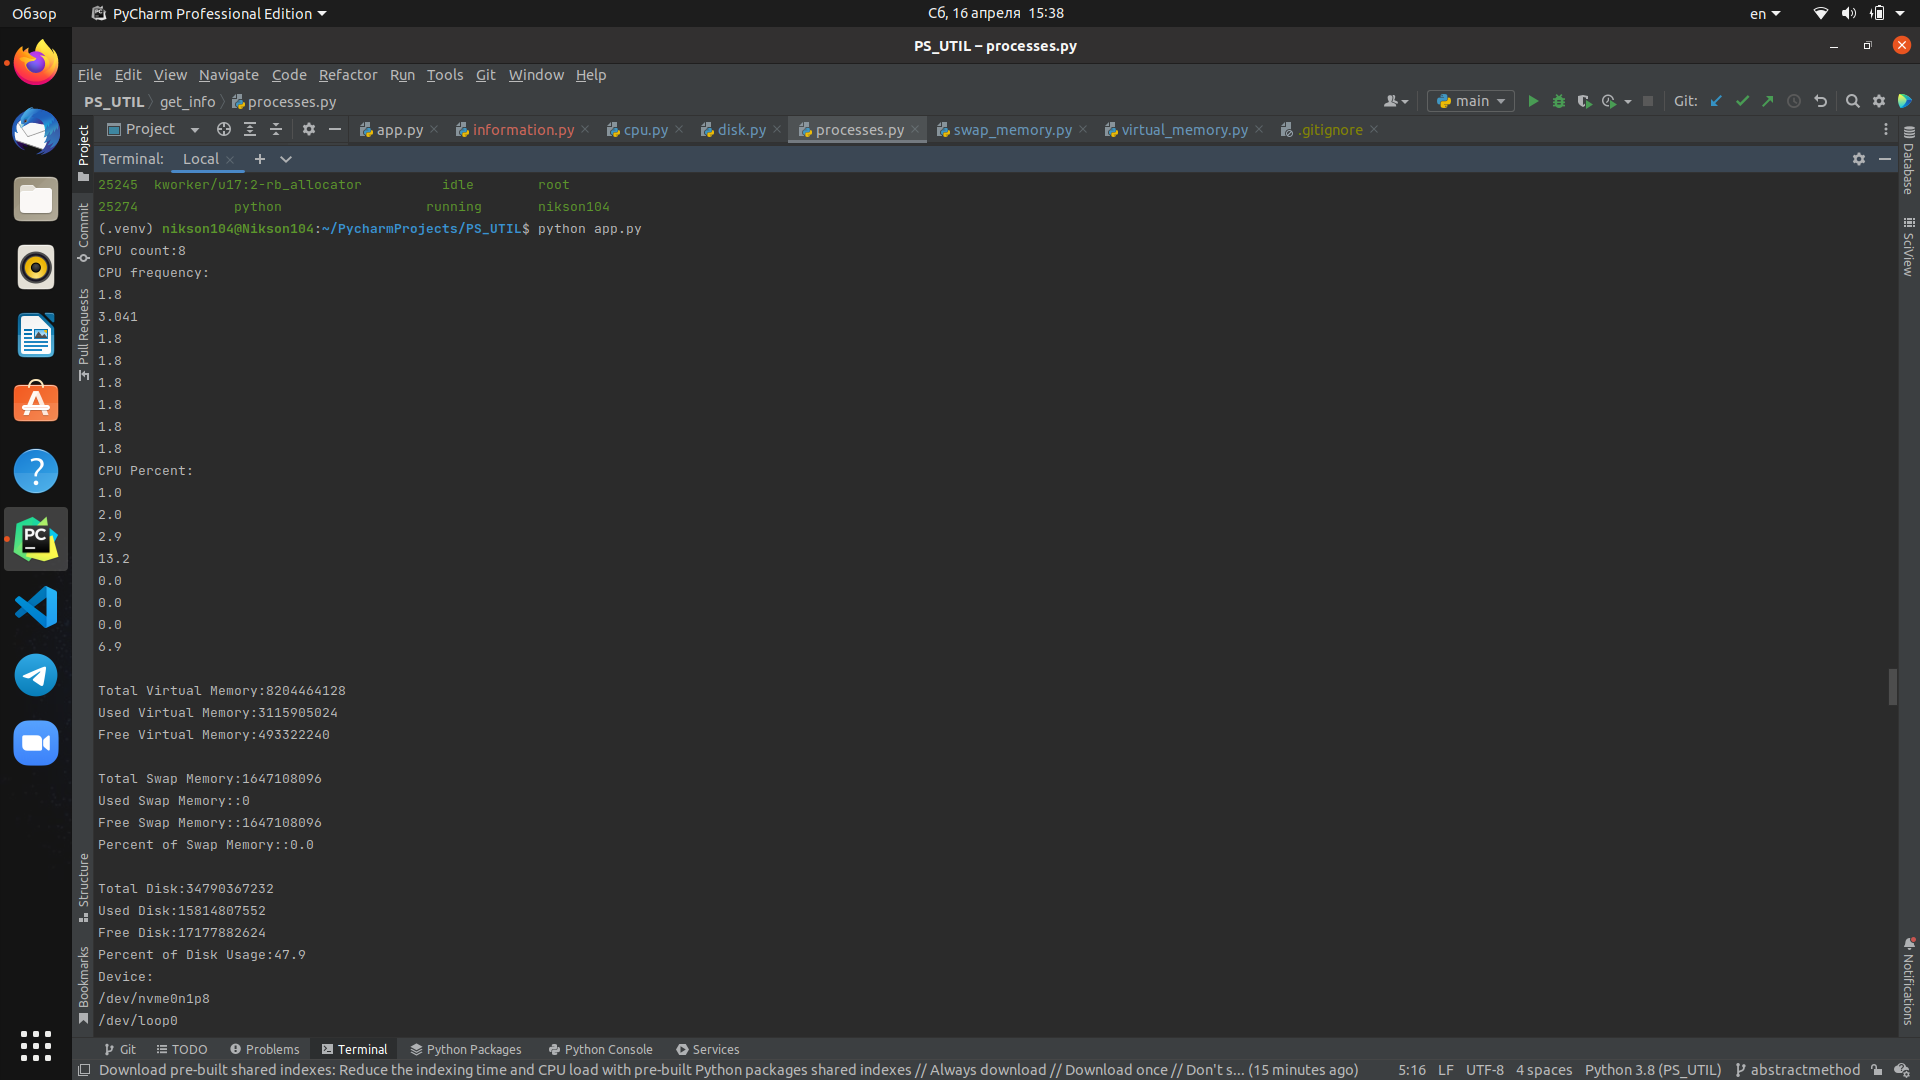 Обзор PyCharm Professional Edition Сб, 16 апреля 15:38 en
PS_UTIL – processes.py
File Edit View Navigate Code Refactor Run Tools Git Window Help
PS_UTIL get_info processes.py main Git:
Project app.py information.py cpu.py disk.py processes.py swap_memory.py virtual_memory.py .gitignore
Terminal: Local
25245 kworker/u17:2-rb_allocator idle root
25274 python running nikson104
(.venv) nikson104@Nikson104:~/PycharmProjects/PS_UTIL$ python app.py
CPU count:8
CPU frequency:
1.8
3.041
1.8
1.8
1.8
1.8
1.8
1.8
CPU Percent:
1.0
2.0
2.9
13.2
0.0
0.0
0.0
6.9
Total Virtual Memory:8204464128
Used Virtual Memory:3115905024
Free Virtual Memory:493322240
Total Swap Memory:1647108096
Used Swap Memory::0
Free Swap Memory::1647108096
Percent of Swap Memory::0.0
Total Disk:34790367232
Used Disk:15814807552
Free Disk:17177882624
Percent of Disk Usage:47.9
Device:
/dev/nvme0n1p8
/dev/loop0
Project
Commit
Pull Requests
Structure
Bookmarks
Database
SciView
Notifications
Git TODO Problems Terminal Python Packages Python Console Services
Download pre-built shared indexes: Reduce the indexing time and CPU load with pre-built Python packages shared indexes // Always download // Download once // Don't s... (15 minutes ago) 5:16 LF UTF-8 4 spaces Python 3.8 (PS_UTIL) abstractmethod